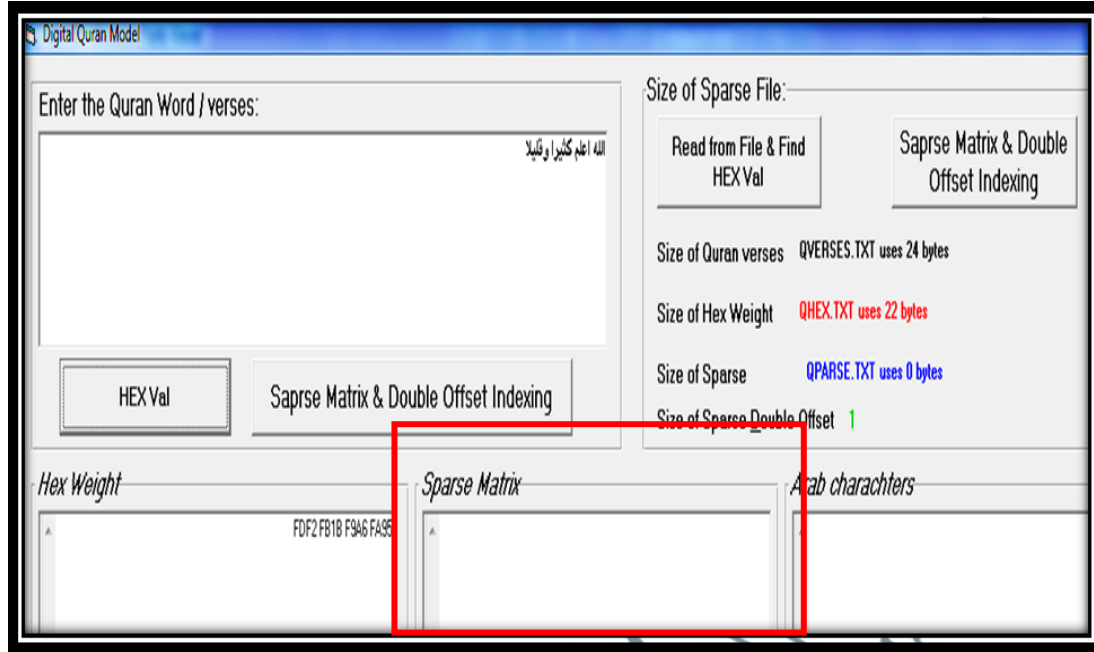 Digital Quran Model
Enter the Quran Word / verses:
الله اعلم كثيرا وقليلا
HEX Val
Saprse Matrix & Double Offset Indexing
Size of Sparse File:
Read from File & Find
HEX Val
Saprse Matrix & Double
Offset Indexing
Size of Quran verses QVERSES.TXT uses 24 bytes
Size of Hex Weight QHEX.TXT uses 22 bytes
Size of Sparse QPARSE.TXT uses 0 bytes
Size of Sparse Double Offset 1
Hex Weight
FDF2 FB1B F9A6 FA95
Sparse Matrix
Arab charachters